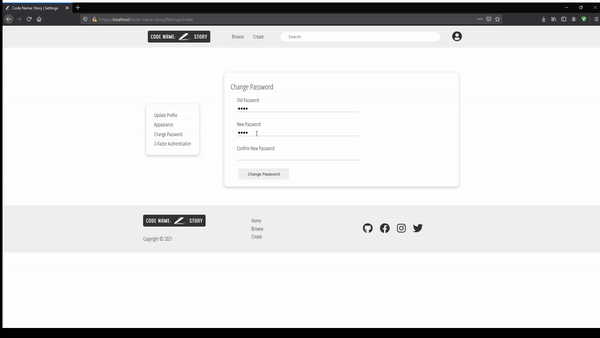 Code Name: Story | Settings
https://localhost/code-name-story/Settings/index
CODE NAME: STORY
Browse
Create
Search
Change Password
Old Password
••••
New Password
••••
Confirm New Password
Change Password
Update Profile
Appearance
Change Password
2-Factor Authentication
CODE NAME: STORY
Copyright © 2021
Home
Browse
Create